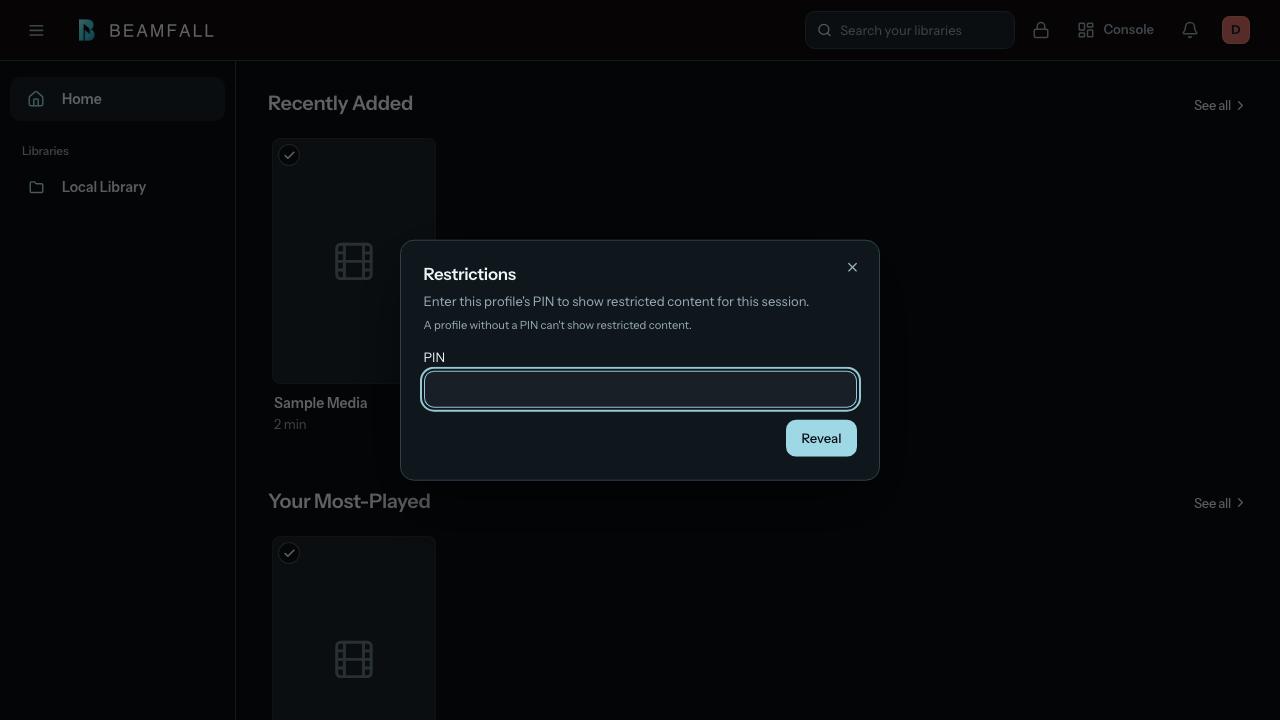 BEAMFALL
Search your libraries
Console
D
Home
Libraries
Local Library
Recently Added
See all
Sample Media
2 min
Restrictions
Enter this profile's PIN to show restricted content for this session.
A profile without a PIN can't show restricted content.
PIN
Reveal
Your Most-Played
See all